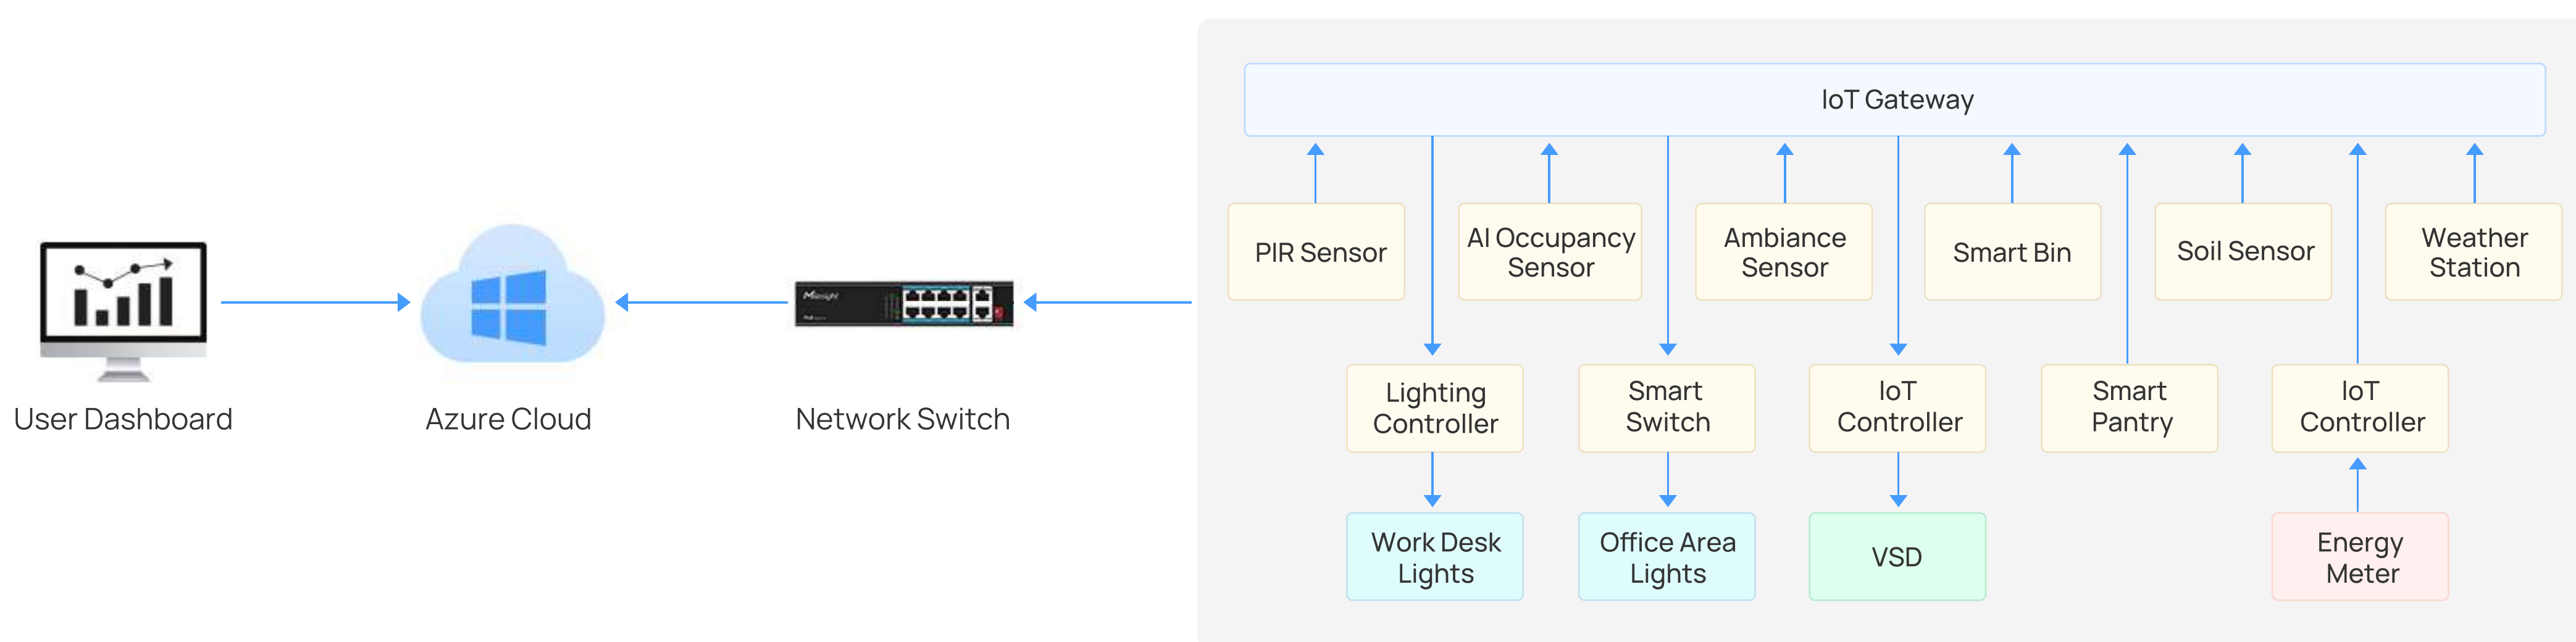 IoT Gateway
PIR Sensor
AI Occupancy
Sensor
Ambiance
Sensor
Smart Bin
Soil Sensor
Weather
Station
Lighting
Controller
Smart
Switch
IoT
Controller
Smart
Pantry
IoT
Controller
Work Desk
Lights
Office Area
Lights
VSD
Energy
Meter
Milesight
User Dashboard
Azure Cloud
Network Switch